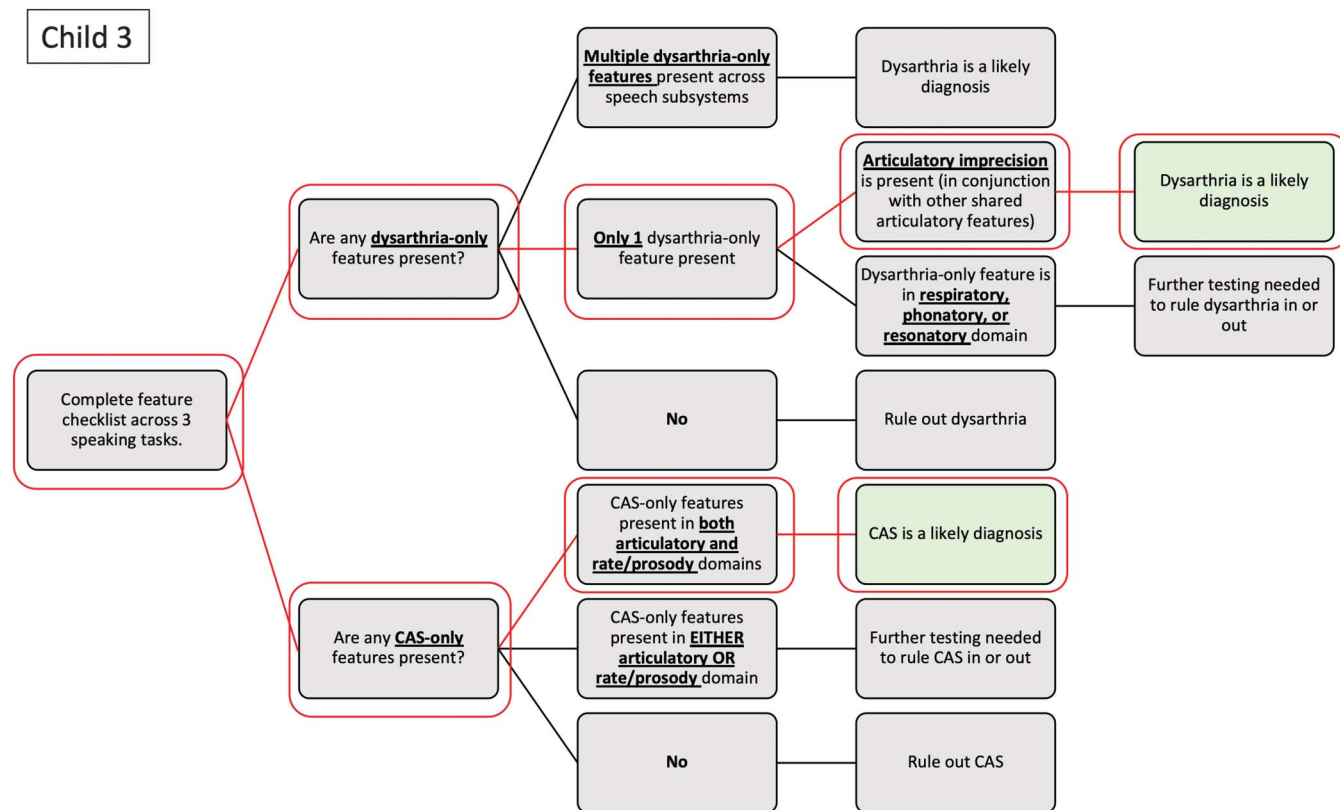 Child 3
Complete feature
checklist across 3
speaking tasks.
Are any dysarthria-only
features present?
Multiple dysarthria-only
features present across
speech subsystems
Dysarthria is a likely
diagnosis
Only 1 dysarthria-only
feature present
Articulatory imprecision
is present (in conjunction
with other shared
articulatory features)
Dysarthria is a likely
diagnosis
Dysarthria-only feature is
in respiratory,
phonatory, or
resonatory domain
Further testing needed
to rule dysarthria in or
out
No
Rule out dysarthria
Are any CAS-only
features present?
CAS-only features
present in both
articulatory and
rate/prosody domains
CAS is a likely diagnosis
CAS-only features
present in EITHER
articulatory OR
rate/prosody domain
Further testing needed
to rule CAS in or out
No
Rule out CAS